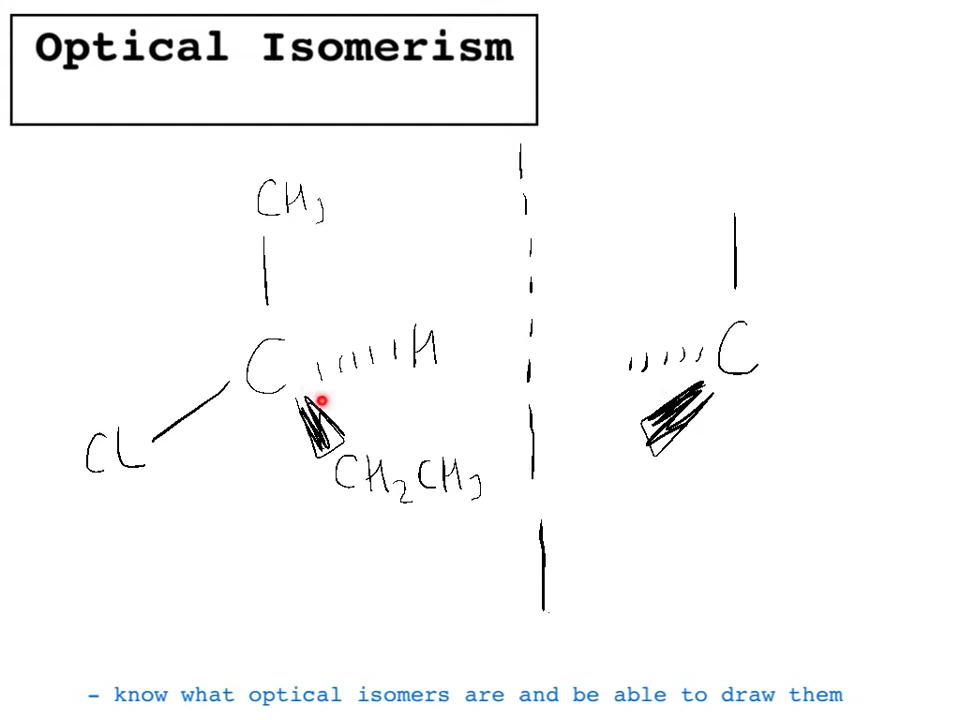 Optical Isomerism
CH3
C H C
Cl
CH2CH3
- know what optical isomers are and be able to draw them